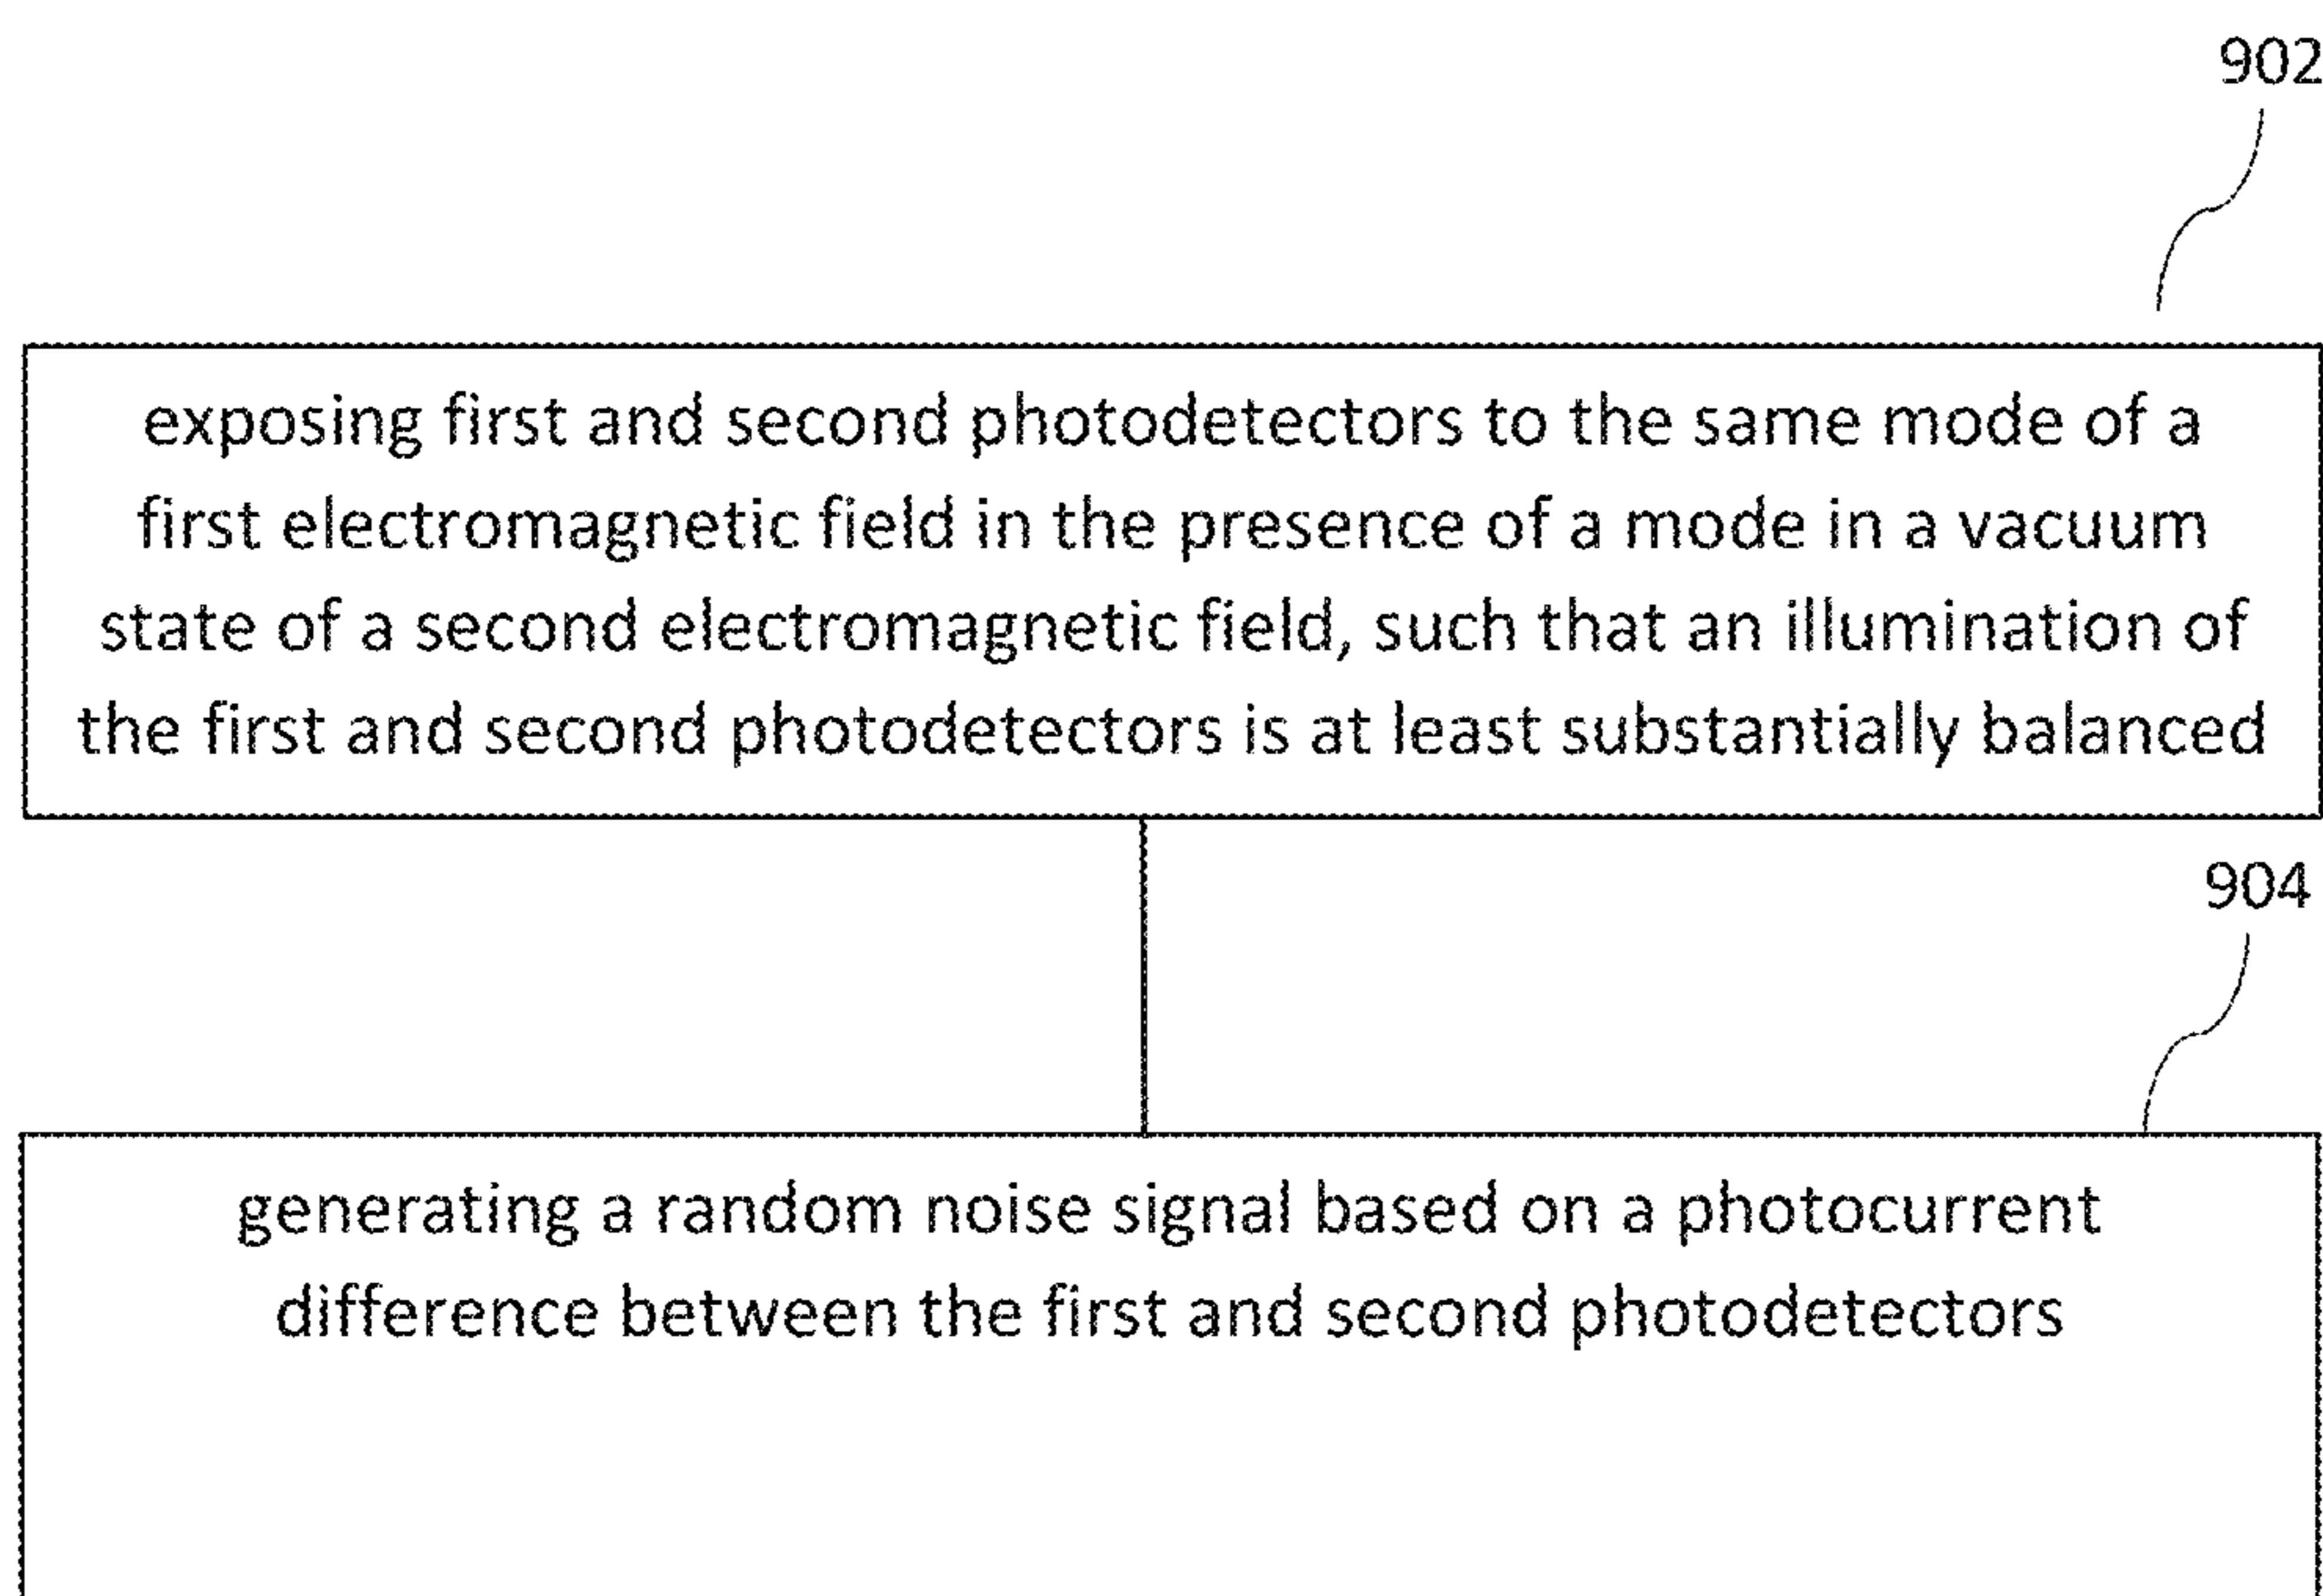 902
exposing first and second photodetectors to the same mode of a
first electromagnetic field in the presence of a mode in a vacuum
state of a second electromagnetic field, such that an illumination of
the first and second photodetectors is at least substantially balanced
904
generating a random noise signal based on a photocurrent
difference between the first and second photodetectors